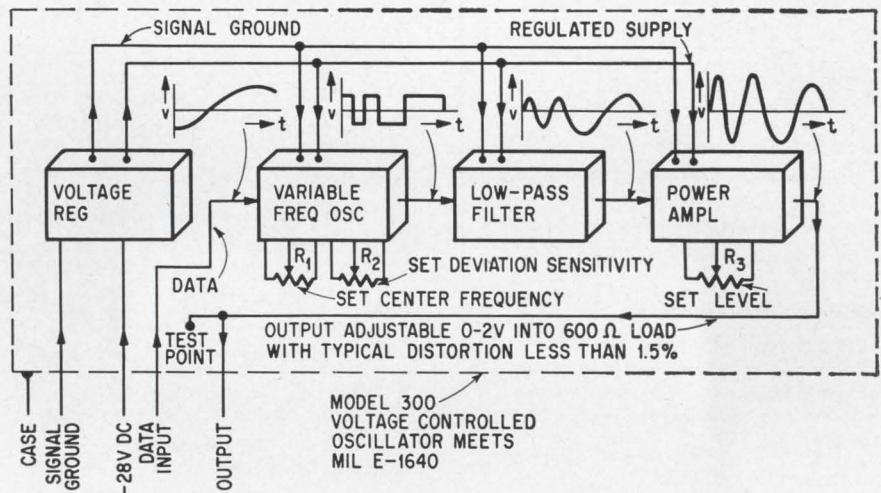 SIGNAL GROUND
REGULATED SUPPLY
V
t
V
t
V
t
V
t
VOLTAGE
REG
VARIABLE
FREQ OSC
LOW-PASS
FILTER
POWER
AMPL
DATA
R1
R2
R3
SET DEVIATION SENSITIVITY
SET CENTER FREQUENCY
SET LEVEL
TEST
POINT
OUTPUT ADJUSTABLE 0-2V INTO 600 Ω LOAD
WITH TYPICAL DISTORTION LESS THAN 1.5%
MODEL 300
VOLTAGE CONTROLLED
OSCILLATOR MEETS
MIL E-1640
CASE
SIGNAL
GROUND
-28V DC
DATA
INPUT
OUTPUT